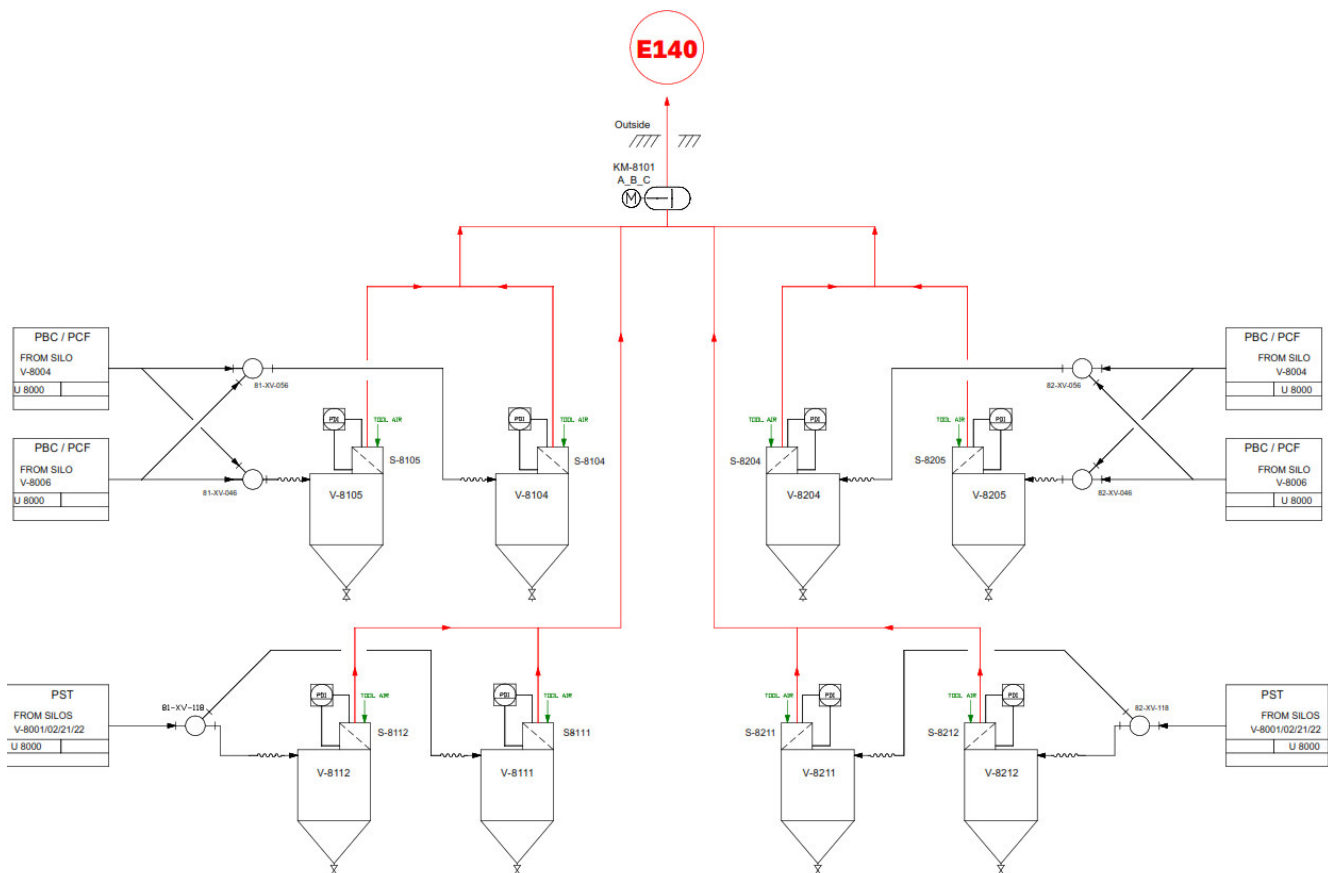 E140
Outside
KM-8101
A_B_C
M
PBC / PCF
FROM SILO
V-8004
U 8000
81-XV-056
PBC / PCF
FROM SILO
V-8006
U 8000
81-XV-046
PDI
TOOL AIR
S-8105
V-8105
PDI
TOOL AIR
S-8104
V-8104
TOOL AIR
PDI
S-8204
V-8204
TOOL AIR
PDI
S-8205
V-8205
82-XV-056
PBC / PCF
FROM SILO
V-8004
U 8000
82-XV-046
PBC / PCF
FROM SILO
V-8006
U 8000
PST
FROM SILOS
V-8001/02/21/22
U 8000
81-XV-118
PDI
TOOL AIR
S-8112
V-8112
PDI
TOOL AIR
S8111
V-8111
TOOL AIR
PDI
S-8211
V-8211
TOOL AIR
PDI
S-8212
V-8212
82-XV-118
PST
FROM SILOS
V-8001/02/21/22
U 8000